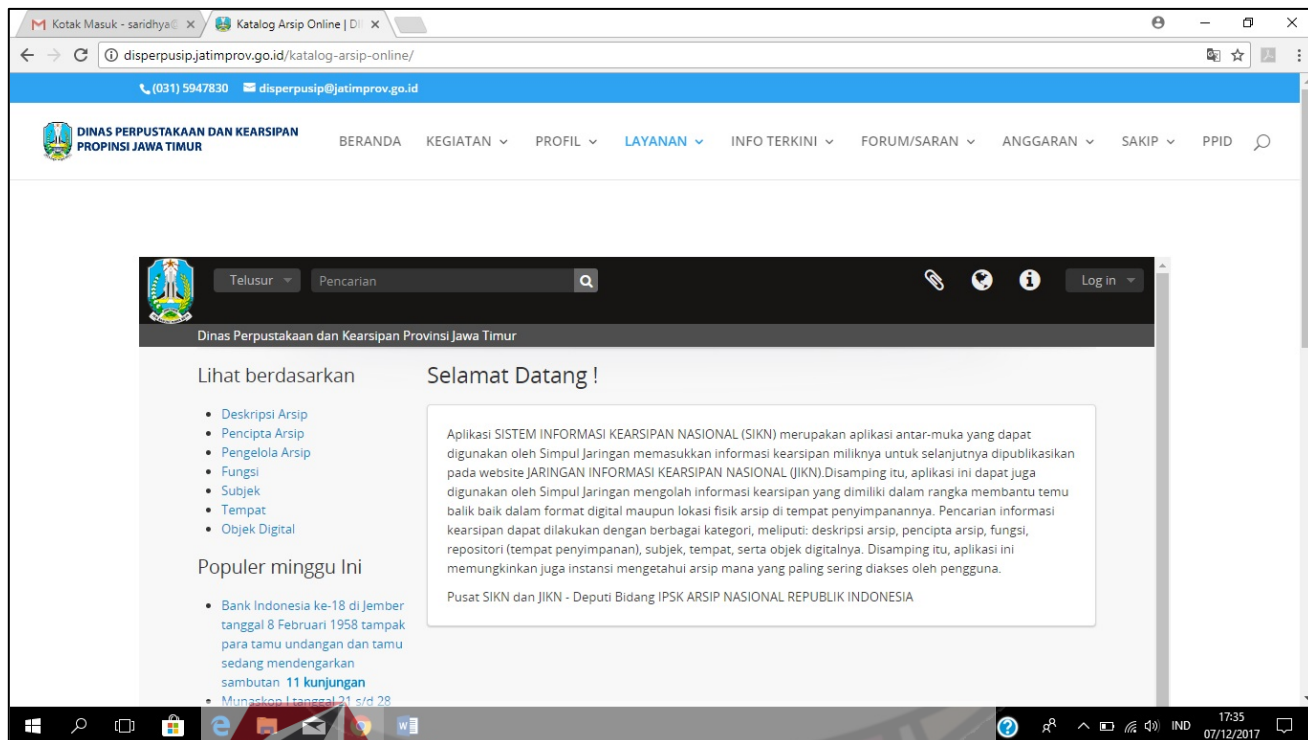 Kotak Masuk - saridhya
Katalog Arsip Online | DI
disperpusip.jatimprov.go.id/katalog-arsip-online/
(031) 5947830 disperpusip@jatimprov.go.id
DINAS PERPUSTAKAAN DAN KEARSIPAN
PROPINSI JAWA TIMUR
BERANDA KEGIATAN PROFIL LAYANAN INFO TERKINI FORUM/SARAN ANGGARAN SAKIP PPID
Telusur Pencarian Log in
Dinas Perpustakaan dan Kearsipan Provinsi Jawa Timur
Lihat berdasarkan
Deskripsi Arsip
Pencipta Arsip
Pengelola Arsip
Fungsi
Subjek
Tempat
Objek Digital
Populer minggu Ini
Bank Indonesia ke-18 di Jember
tanggal 8 Februari 1958 tampak
para tamu undangan dan tamu
sedang mendengarkan
sambutan 11 kunjungan
Munaskop I tanggal 21 s/d 28
Selamat Datang !
Aplikasi SISTEM INFORMASI KEARSIPAN NASIONAL (SIKN) merupakan aplikasi antar-muka yang dapat
digunakan oleh Simpul Jaringan memasukkan informasi kearsipan miliknya untuk selanjutnya dipublikasikan
pada website JARINGAN INFORMASI KEARSIPAN NASIONAL (JIKN).Disamping itu, aplikasi ini dapat juga
digunakan oleh Simpul Jaringan mengolah informasi kearsipan yang dimiliki dalam rangka membantu temu
balik baik dalam format digital maupun lokasi fisik arsip di tempat penyimpanannya. Pencarian informasi
kearsipan dapat dilakukan dengan berbagai kategori, meliputi: deskripsi arsip, pencipta arsip, fungsi,
repositori (tempat penyimpanan), subjek, tempat, serta objek digitalnya. Disamping itu, aplikasi ini
memungkinkan juga instansi mengetahui arsip mana yang paling sering diakses oleh pengguna.
Pusat SIKN dan JIKN - Deputi Bidang IPSK ARSIP NASIONAL REPUBLIK INDONESIA
IND
17:35
07/12/2017